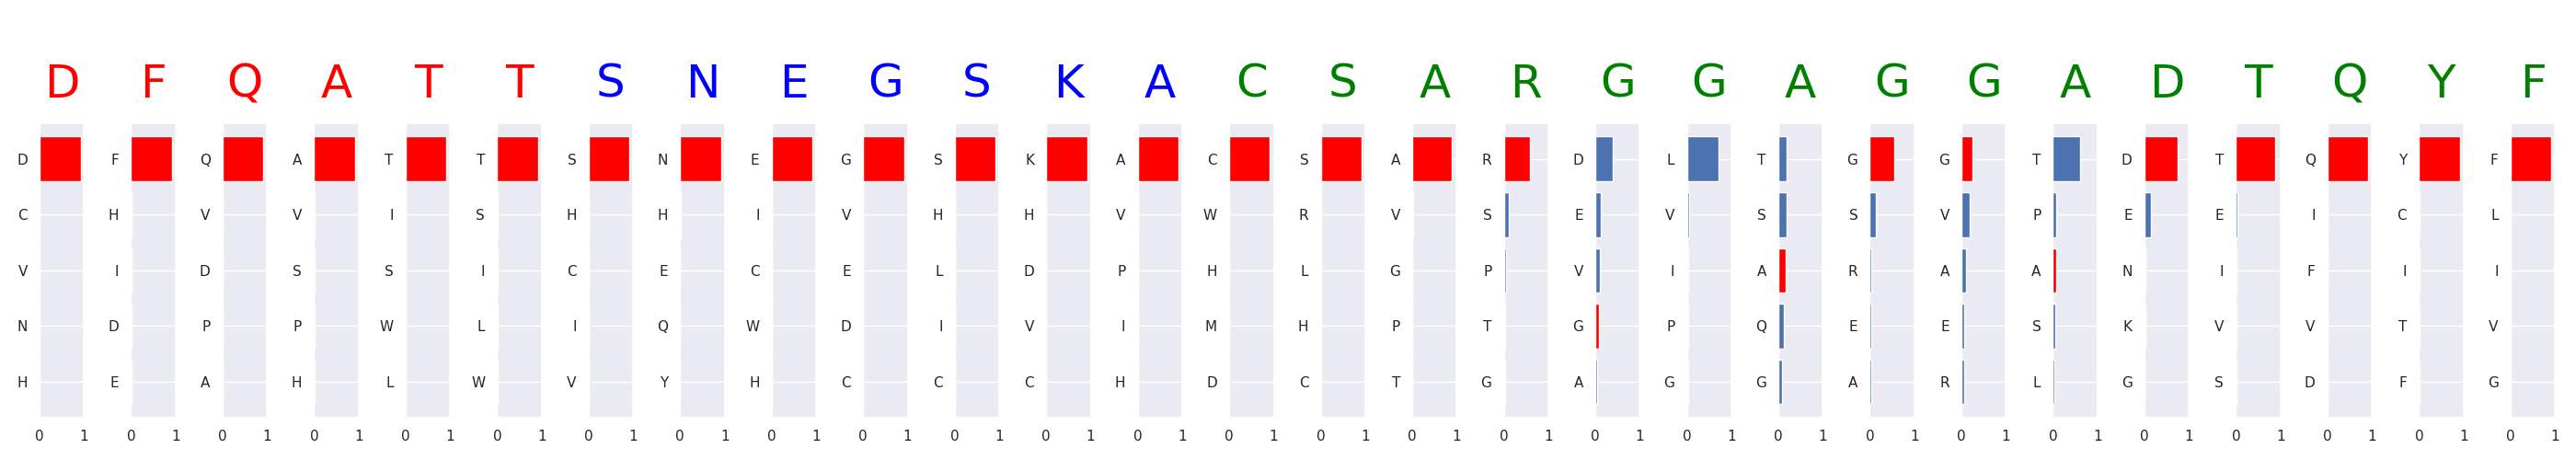 D F Q A T T S N E G S K A C S A R G G A G G A D T Q Y F
D F Q A T T S N E G S K A C S A R D L T G G T D T Q Y F
C H V V I S H H I V H H V W R V S E V S S V P E E I C L
V I D S S I C E C E L D P H L G P V I A R A A N I F I I
N D P P W L I Q W D I V I M H P T G P Q E E S K V V T V
H E A H L W V Y H C C C H D C T G A G G A R L G S D F G
0 1 0 1 0 1 0 1 0 1 0 1 0 1 0 1 0 1 0 1 0 1 0 1 0 1 0 1 0 1 0 1 0 1 0 1 0 1 0 1 0 1 0 1 0 1 0 1 0 1 0 1 0 1 0 1